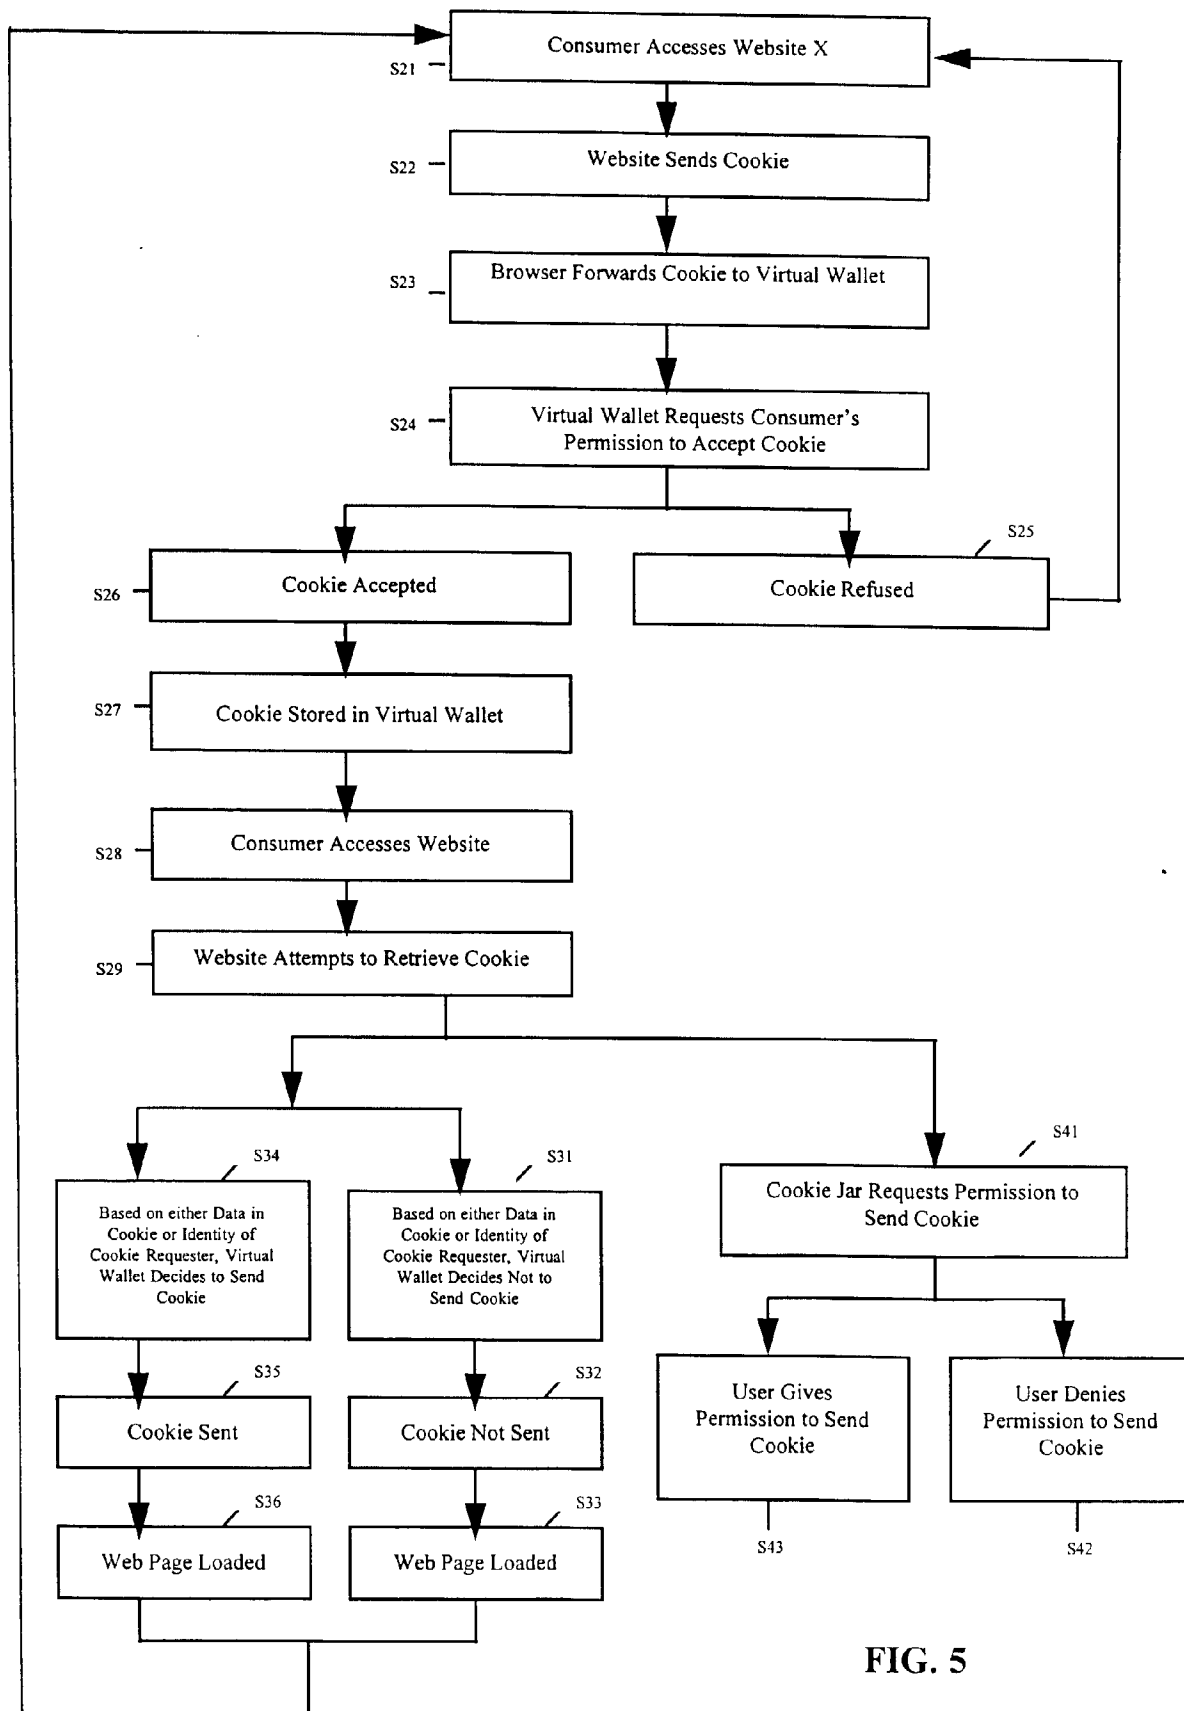 Consumer Accesses Website X
S21
Website Sends Cookie
S22
Browser Forwards Cookie to Virtual Wallet
S23
Virtual Wallet Requests Consumer's
Permission to Accept Cookie
S24
S25
Cookie Accepted
Cookie Refused
S26
Cookie Stored in Virtual Wallet
S27
Consumer Accesses Website
S28
Website Attempts to Retrieve Cookie
S29
S34
Based on either Data in
Cookie or Identity of
Cookie Requester, Virtual
Wallet Decides to Send
Cookie
S31
Based on either Data in
Cookie or Identity of
Cookie Requester, Virtual
Wallet Decides Not to
Send Cookie
S41
Cookie Jar Requests Permission to
Send Cookie
S35
Cookie Sent
S32
Cookie Not Sent
User Gives
Permission to Send
Cookie
User Denies
Permission to Send
Cookie
S36
Web Page Loaded
S33
Web Page Loaded
S43
S42
FIG. 5